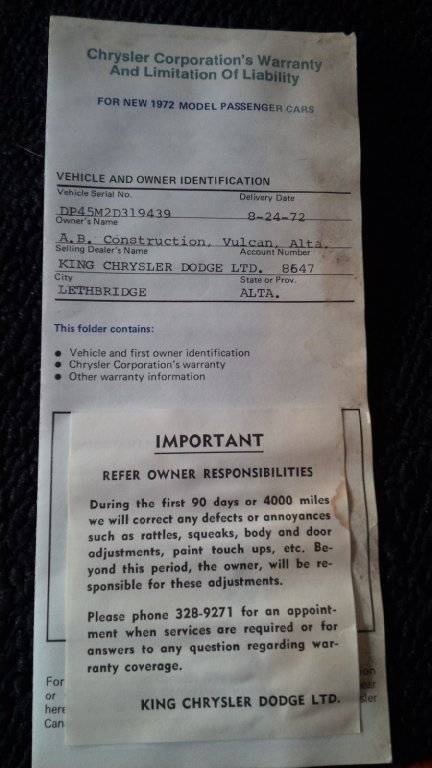 Chrysler Corporation's Warranty
And Limitation Of Liability
FOR NEW 1972 MODEL PASSENGER CARS
VEHICLE AND OWNER IDENTIFICATION
Vehicle Serial No. Delivery Date
DP45M2D319439 8-24-72
Owner's Name
A.B. Construction, Vulcan, Alta.
Selling Dealer's Name Account Number
KING CHRYSLER DODGE LTD. 8647
City State or Prov.
LETHBRIDGE ALTA.
This folder contains:
● Vehicle and first owner identification
● Chrysler Corporation's warranty
● Other warranty information
IMPORTANT
REFER OWNER RESPONSIBILITIES
During the first 90 days or 4000 miles
we will correct any defects or annoyances
such as rattles, squeaks, body and door
adjustments, paint touch ups, etc. Be-
yond this period, the owner, will be re-
sponsible for these adjustments.
Please phone 328-9271 for an appoint-
ment when services are required or for
answers to any question regarding war-
ranty coverage.
KING CHRYSLER DODGE LTD.
For
or
here
Can